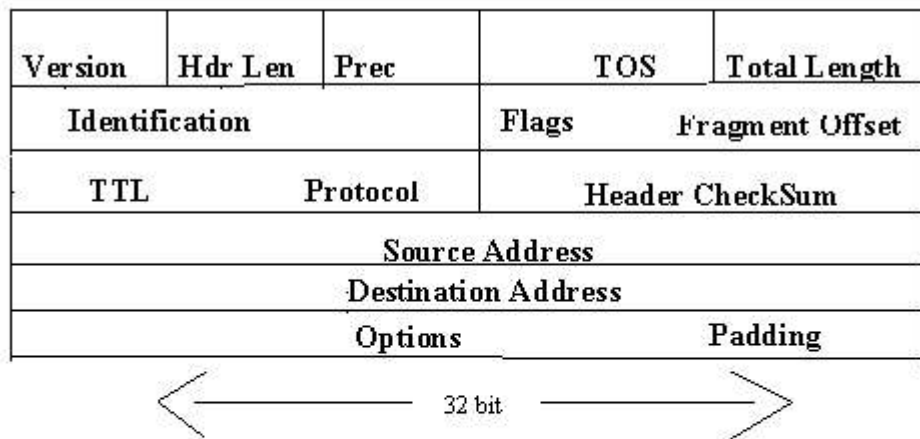 Version Hdr Len Prec TOS Total Length
Identification Flags Fragment Offset
TTL Protocol Header CheckSum
Source Address
Destination Address
Options Padding
32 bit